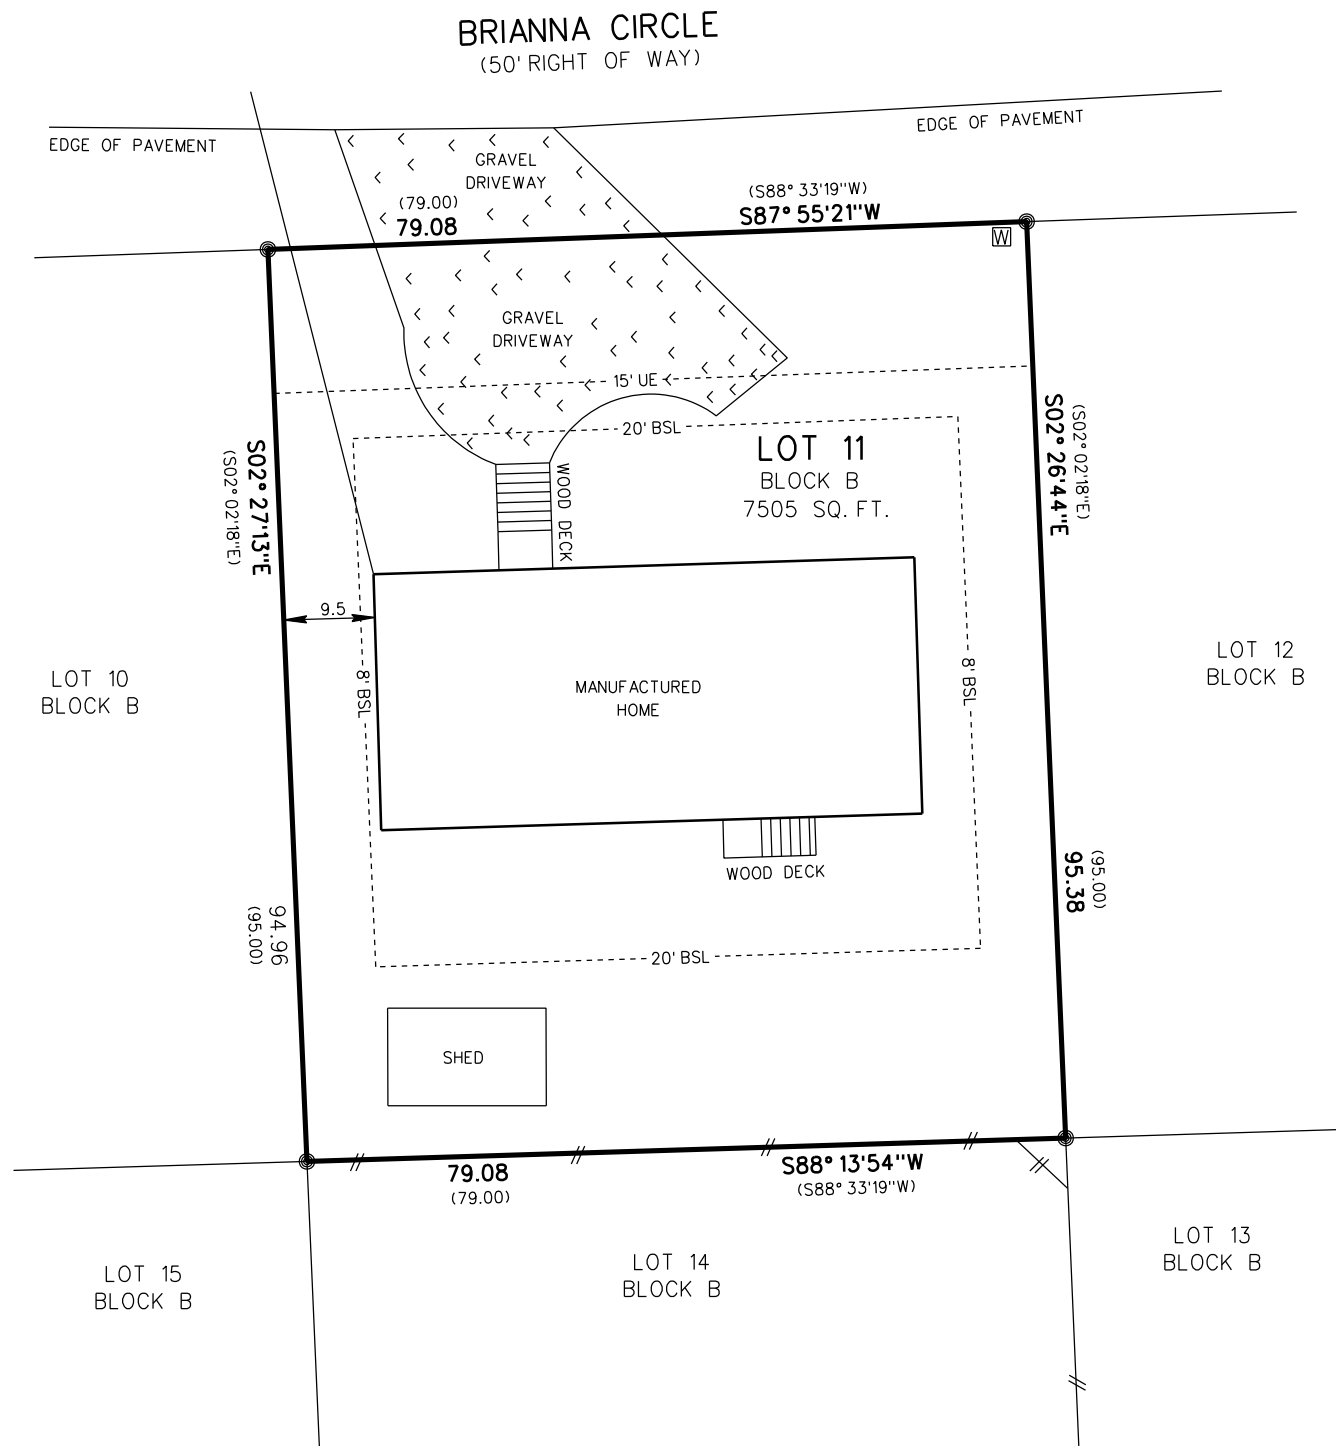 BRIANNA CIRCLE
(50' RIGHT OF WAY)
EDGE OF PAVEMENT
EDGE OF PAVEMENT
GRAVEL
DRIVEWAY
(79.00)
79.08
(S88° 33'19"W)
S87° 55'21"W
W
GRAVEL
DRIVEWAY
15' UE
20' BSL
LOT 11
BLOCK B
7505 SQ. FT.
WOOD DECK
S02° 27'13"E
(S02° 02'18"E)
(S02° 02'18"E)
S02° 26'44"E
9.5
LOT 10
BLOCK B
8' BSL
MANUFACTURED
HOME
8' BSL
LOT 12
BLOCK B
WOOD DECK
94.96
(95.00)
(95.00)
95.38
20' BSL
SHED
79.08
(79.00)
S88° 13'54"W
(S88° 33'19"W)
LOT 15
BLOCK B
LOT 14
BLOCK B
LOT 13
BLOCK B